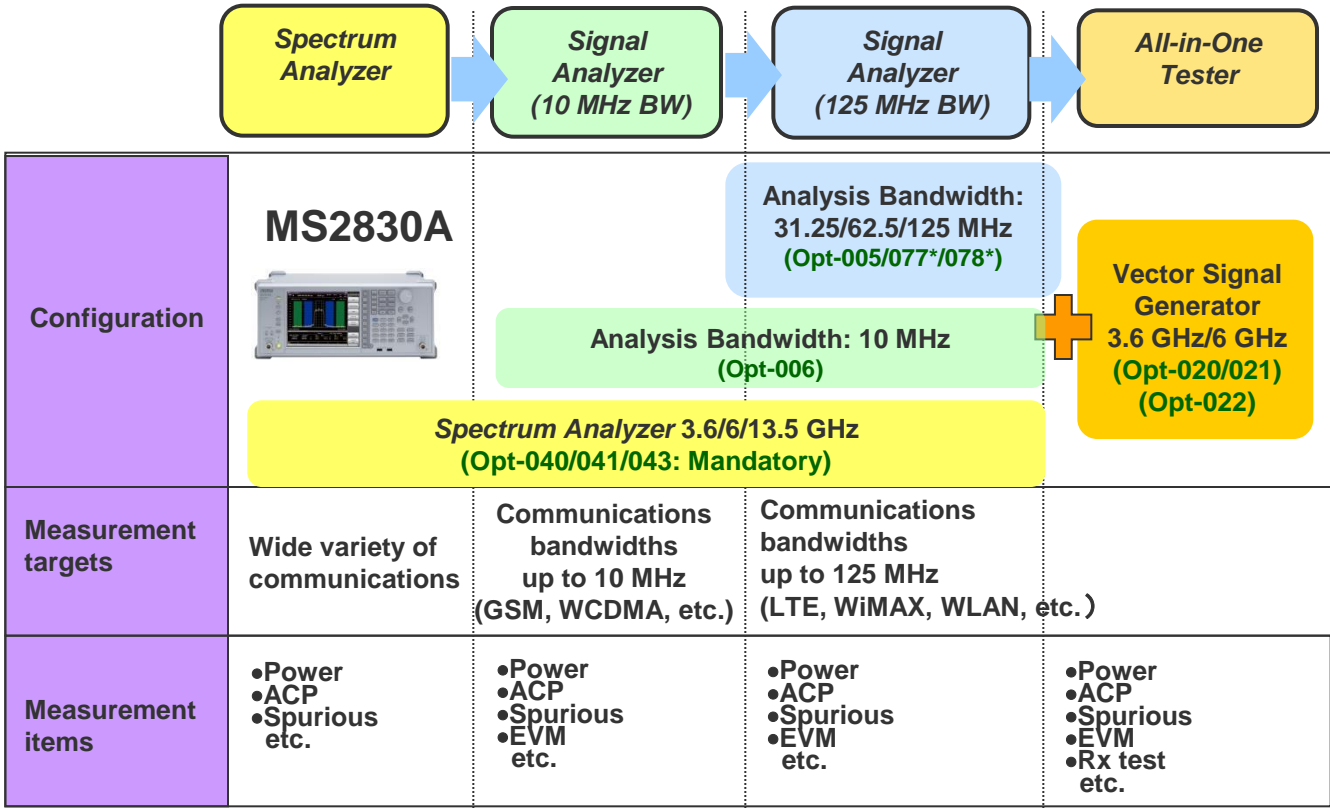 Spectrum
Analyzer
Signal
Analyzer
(10 MHz BW)
Signal
Analyzer
(125 MHz BW)
All-in-One
Tester
Configuration
MS2830A
Analysis Bandwidth:
31.25/62.5/125 MHz
(Opt-005/077*/078*)
Analysis Bandwidth: 10 MHz
(Opt-006)
Spectrum Analyzer 3.6/6/13.5 GHz
(Opt-040/041/043: Mandatory)
Vector Signal
Generator
3.6 GHz/6 GHz
(Opt-020/021)
(Opt-022)
Measurement
targets
Wide variety of
communications
Communications
bandwidths
up to 10 MHz
(GSM, WCDMA, etc.)
Communications
bandwidths
up to 125 MHz
(LTE, WiMAX, WLAN, etc.）
Measurement
items
●Power
●ACP
●Spurious
etc.
●Power
●ACP
●Spurious
●EVM
etc.
●Power
●ACP
●Spurious
●EVM
etc.
●Power
●ACP
●Spurious
●EVM
●Rx test
etc.